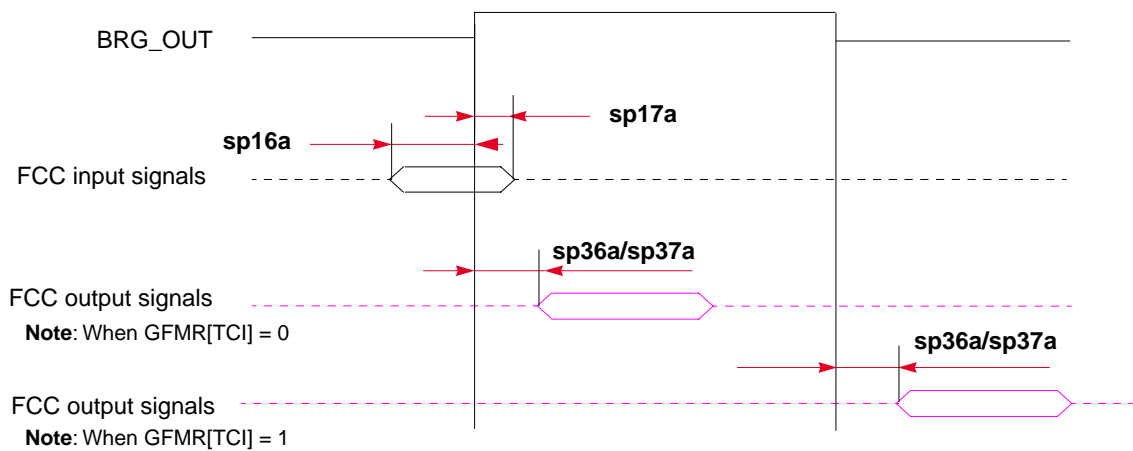 BRG_OUT
sp17a
sp16a
FCC input signals
sp36a/sp37a
FCC output signals
Note: When GFMR[TCI] = 0
sp36a/sp37a
FCC output signals
Note: When GFMR[TCI] = 1